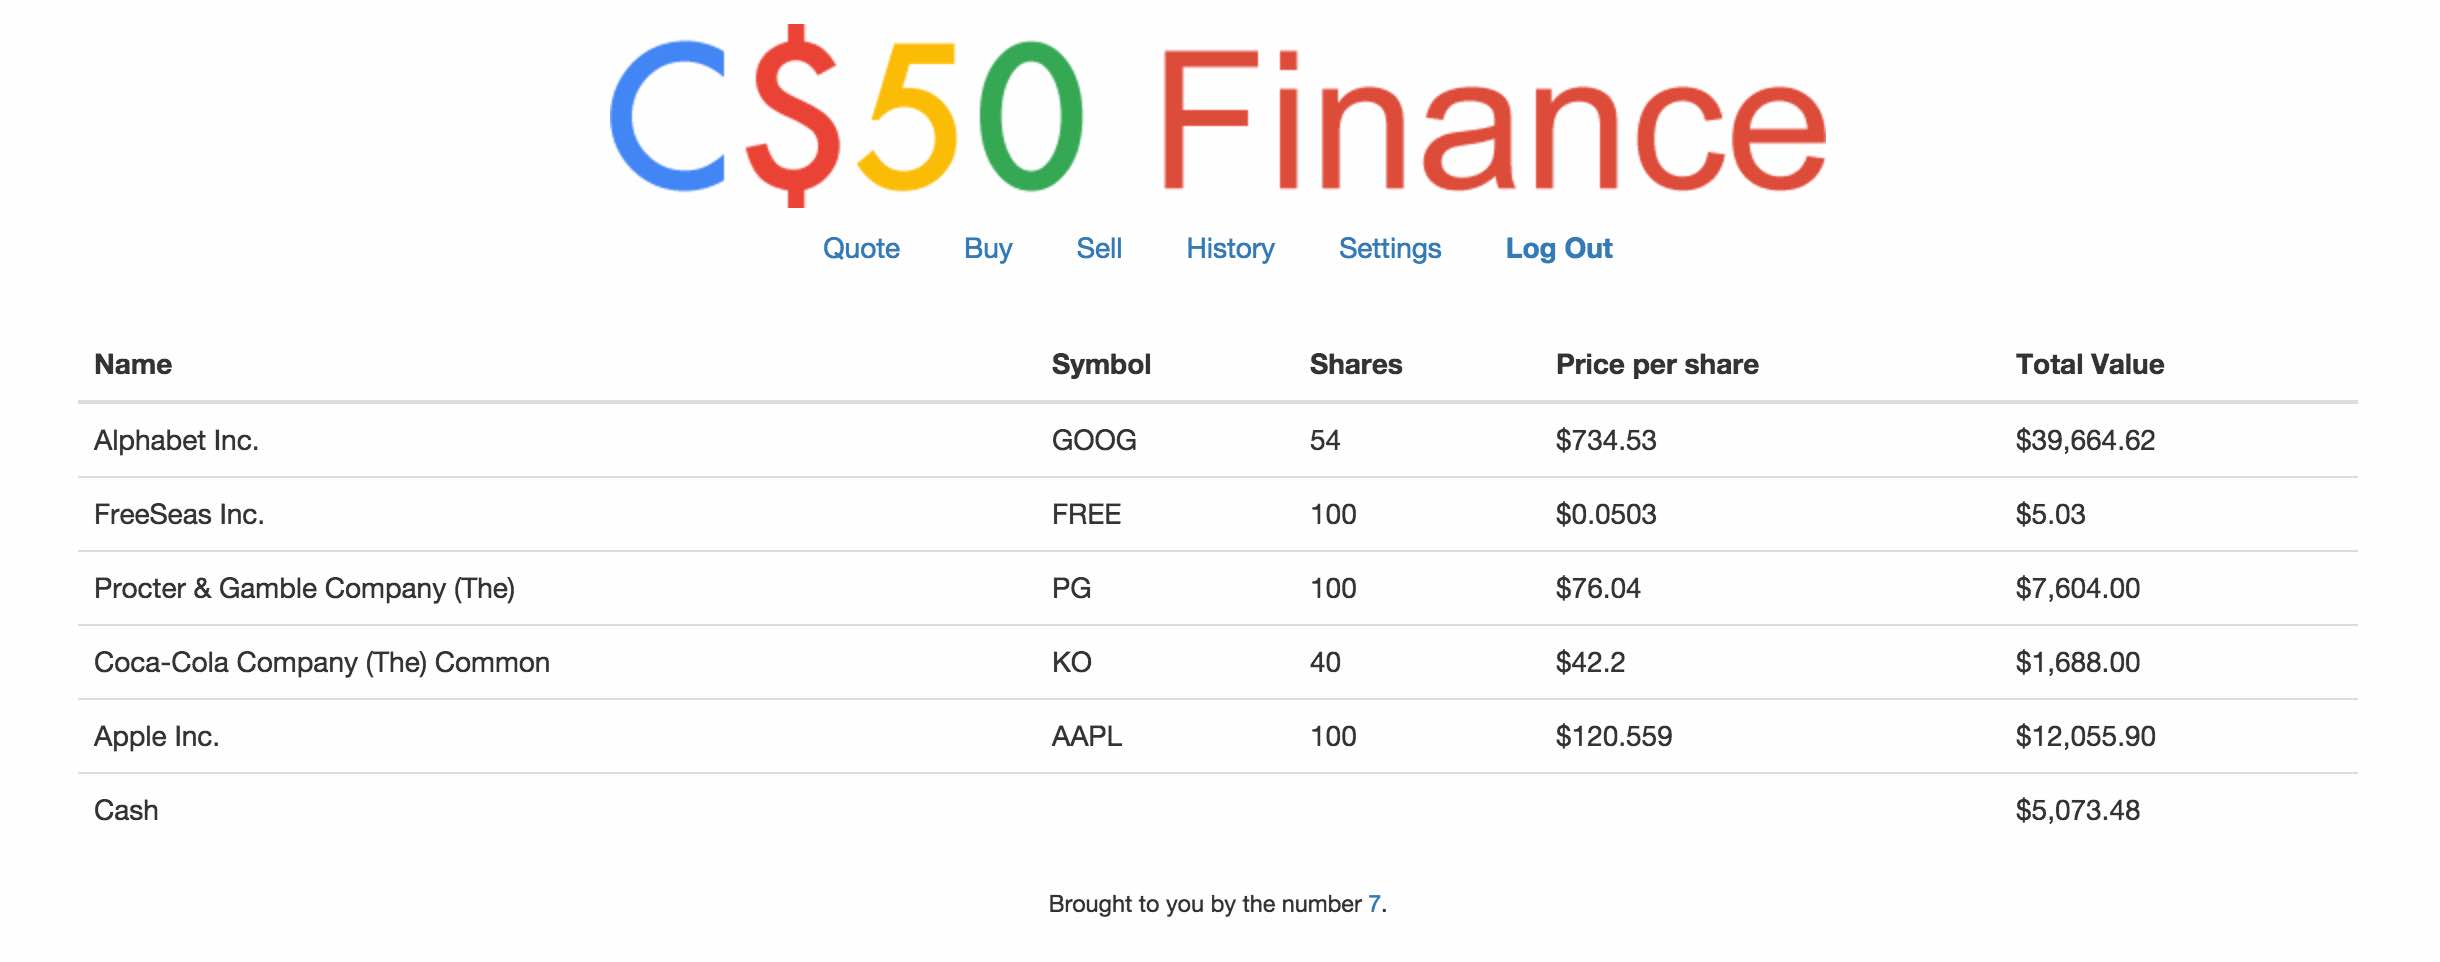 C$50 Finance
Quote Buy Sell History Settings Log Out
Name Symbol Shares Price per share Total Value
Alphabet Inc. GOOG 54 $734.53 $39,664.62
FreeSeas Inc. FREE 100 $0.0503 $5.03
Procter & Gamble Company (The) PG 100 $76.04 $7,604.00
Coca-Cola Company (The) Common KO 40 $42.2 $1,688.00
Apple Inc. AAPL 100 $120.559 $12,055.90
Cash $5,073.48
Brought to you by the number 7.